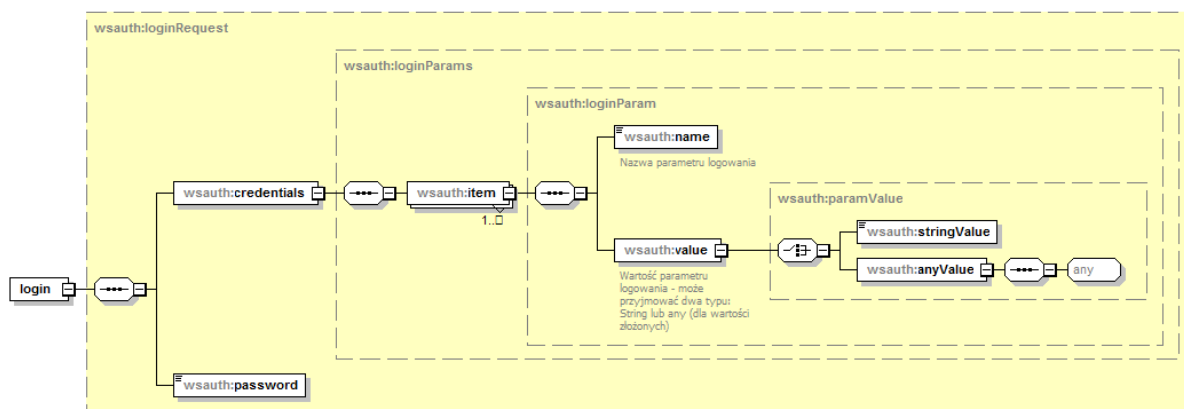 wsauth:loginRequest
wsauth:loginParams
wsauth:loginParam
wsauth:name
Nazwa parametru logowania
wsauth:credentials
wsauth:item
1..□
wsauth:paramValue
wsauth:stringValue
wsauth:value
wsauth:anyValue
any
Wartość parametru
logowania - może
przyjmować dwa typu:
String lub any (dla wartości
złożonych)
login
wsauth:password